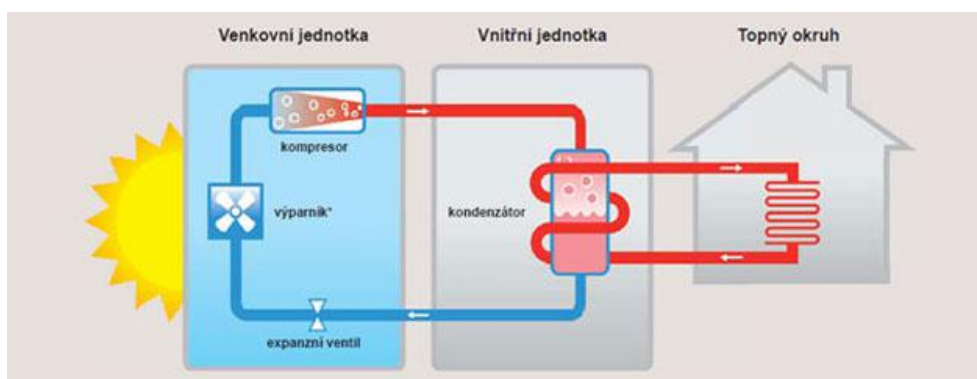 Venkovní jednotka
Vnitřní jednotka
Topný okruh
kompresor
výparník*
kondenzátor
expanzní ventil